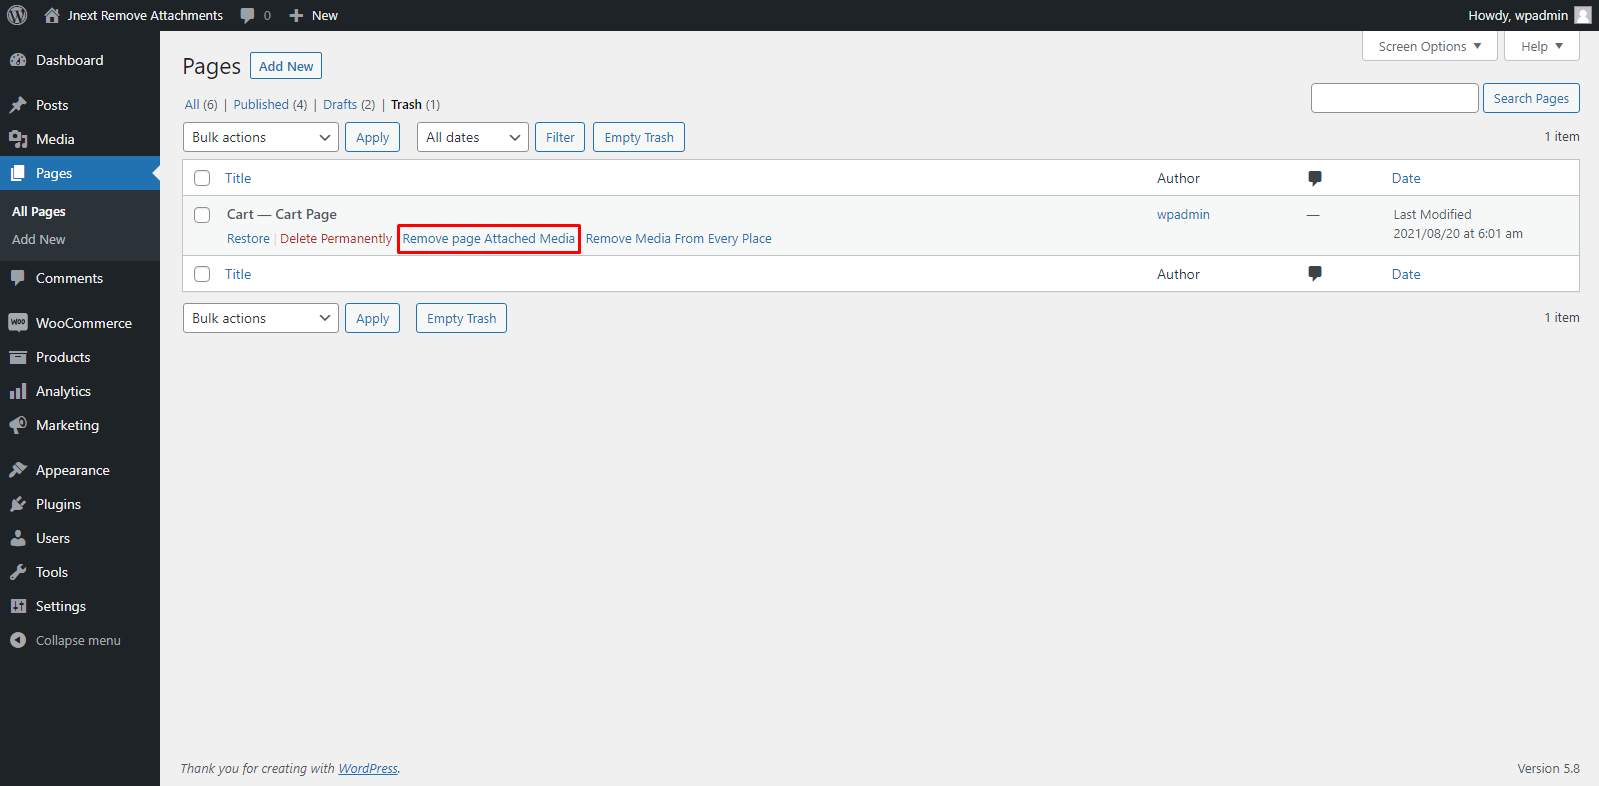 Jnext Remove Attachments 0 New Howdy, wpadmin
Screen Options Help
Dashboard
Posts
Media
Pages
All Pages
Add New
Comments
WooCommerce
Products
Analytics
Marketing
Appearance
Plugins
Users
Tools
Settings
Collapse menu
Pages Add New
All (6) | Published (4) | Drafts (2) | Trash (1)
Search Pages
Bulk actions Apply All dates Filter Empty Trash 1 item
Title Author Date
Cart — Cart Page wpadmin — Last Modified
2021/08/20 at 6:01 am
Restore | Delete Permanently Remove page Attached Media Remove Media From Every Place
Title Author Date
Bulk actions Apply Empty Trash 1 item
Thank you for creating with WordPress. Version 5.8